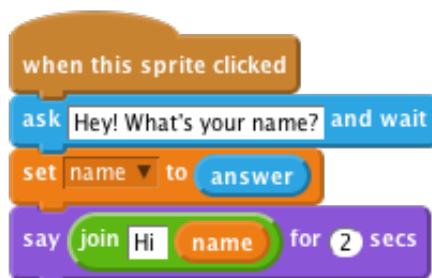 when this sprite clicked
ask Hey! What's your name? and wait
set name to answer
say join Hi name for 2 secs